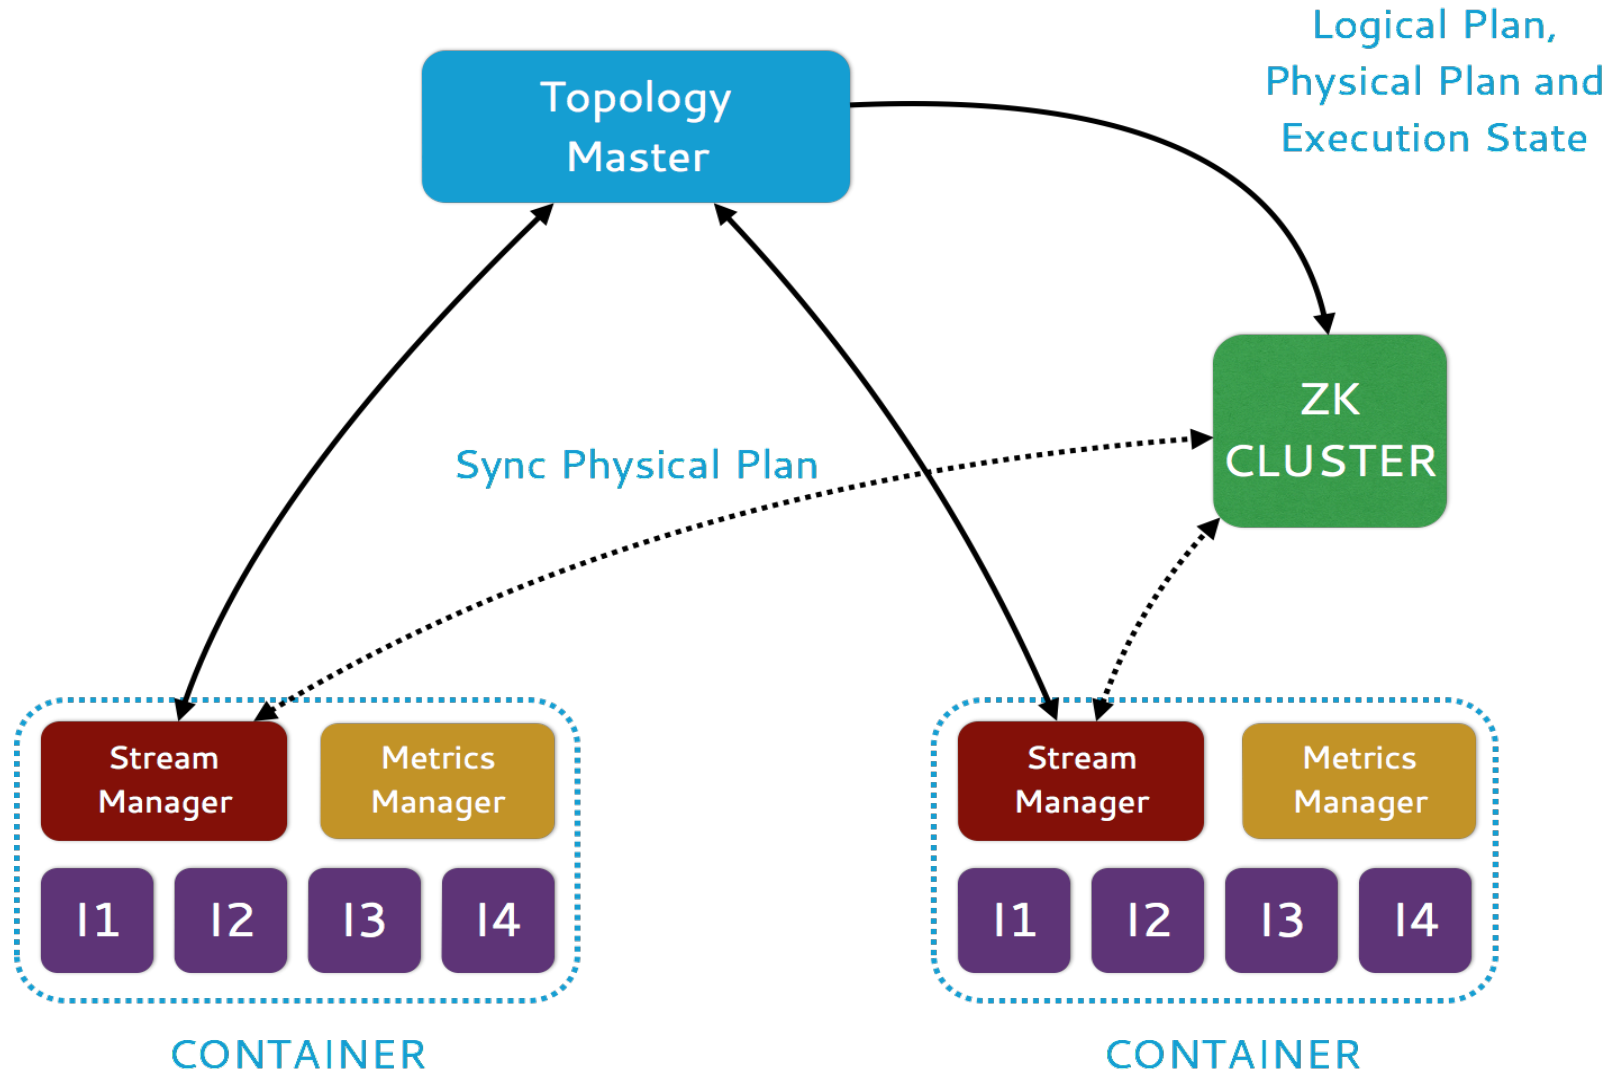 Logical Plan,
Physical Plan and
Execution State
Topology
Master
ZK
CLUSTER
Sync Physical Plan
Stream
Manager
Metrics
Manager
I1
I2
I3
I4
CONTAINER
Stream
Manager
Metrics
Manager
I1
I2
I3
I4
CONTAINER